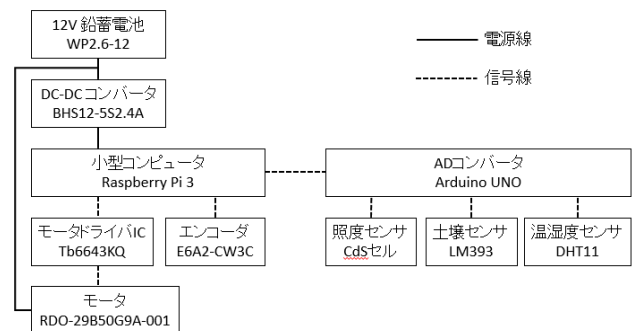 12V 鉛蓄電池
WP2.6-12
電源線
信号線
DC-DCコンバータ
BHS12-5S2.4A
小型コンピュータ
Raspberry Pi 3
ADコンバータ
Arduino UNO
モータドライバIC
Tb6643KQ
エンコーダ
E6A2-CW3C
照度センサ
CdSセル
土壌センサ
LM393
温湿度センサ
DHT11
モータ
RDO-29B50G9A-001